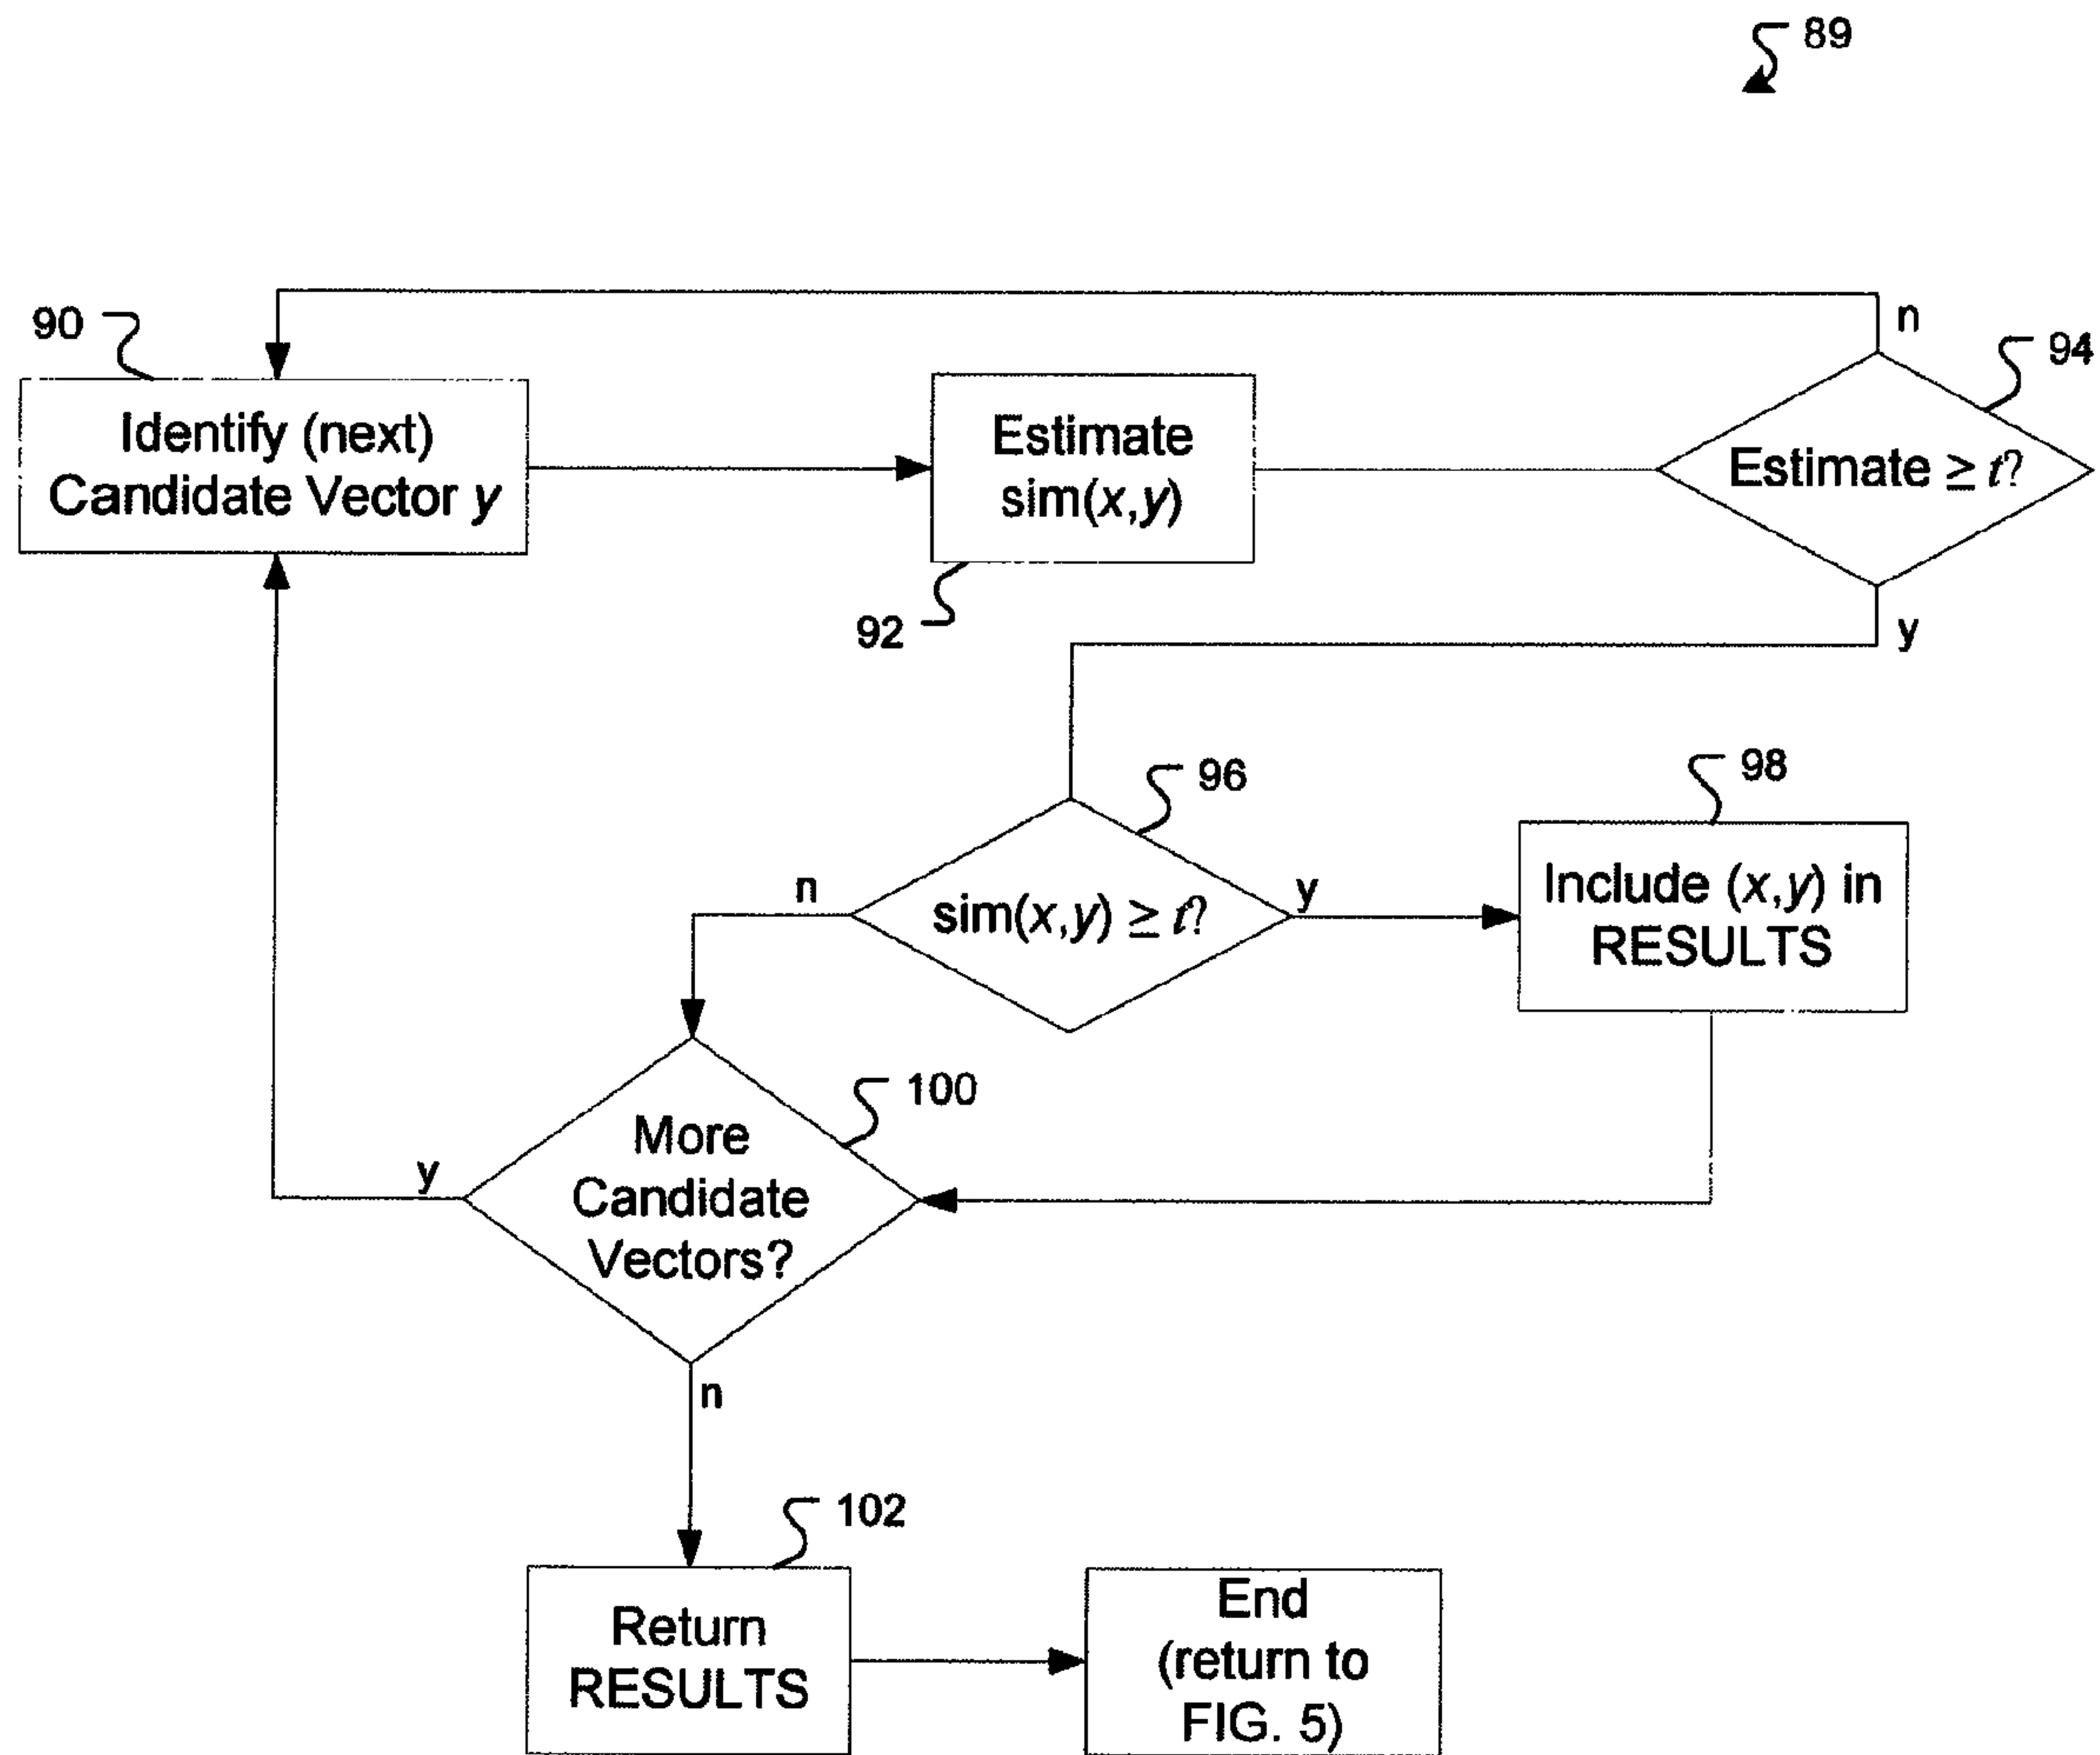 89
n
90
94
Identify (next)
Candidate Vector y
Estimate
sim(x,y)
Estimate ≥ t?
92
y
96
98
n
sim(x,y) ≥ t?
y
Include (x,y) in
RESULTS
100
More
Candidate
Vectors?
y
n
102
Return
RESULTS
End
(return to
FIG. 5)